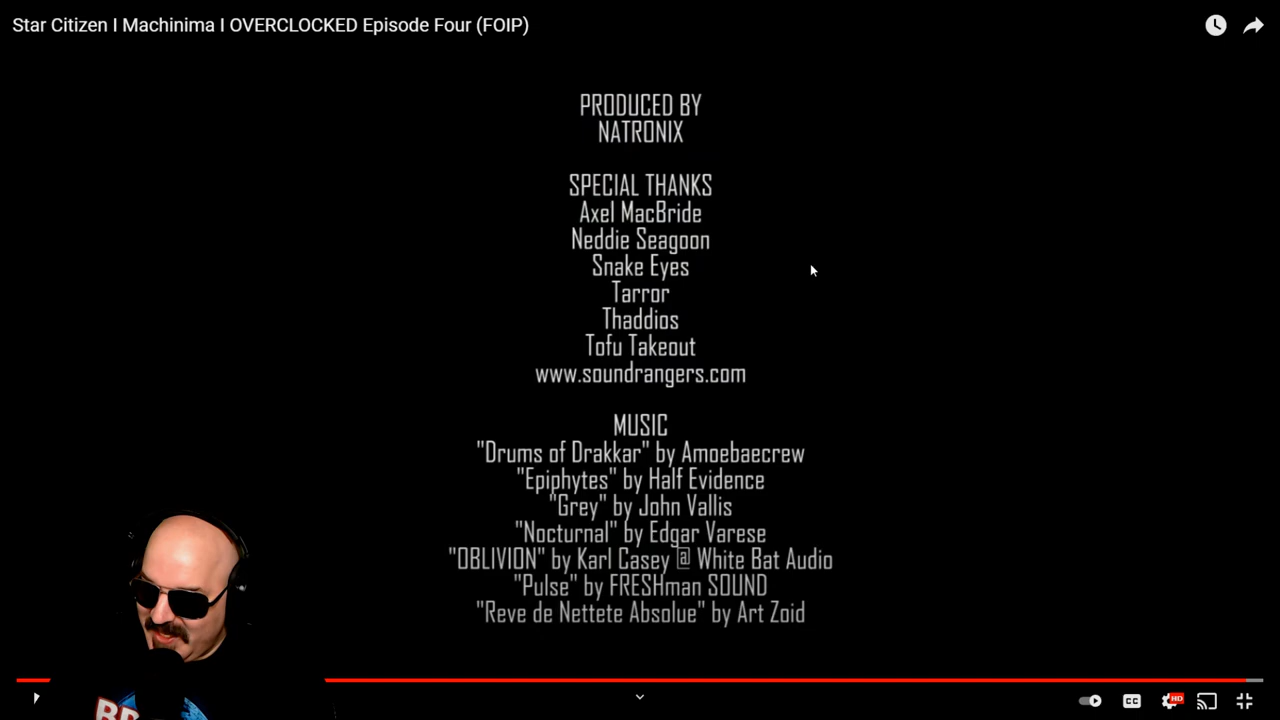 Star Citizen I Machinima I OVERCLOCKED Episode Four (FOIP)
PRODUCED BY
NATRONIX
SPECIAL THANKS
Axel MacBride
Neddie Seagoon
Snake Eyes
Tarror
Thaddios
Tofu Takeout
www.soundrangers.com
MUSIC
"Drums of Drakkar" by Amoebaecrew
"Epiphytes" by Half Evidence
"Grey" by John Vallis
"Nocturnal" by Edgar Varese
"OBLIVION" by Karl Casey @ White Bat Audio
"Pulse" by FRESHman SOUND
"Reve de Nettete Absolue" by Art Zoid
CC
HD